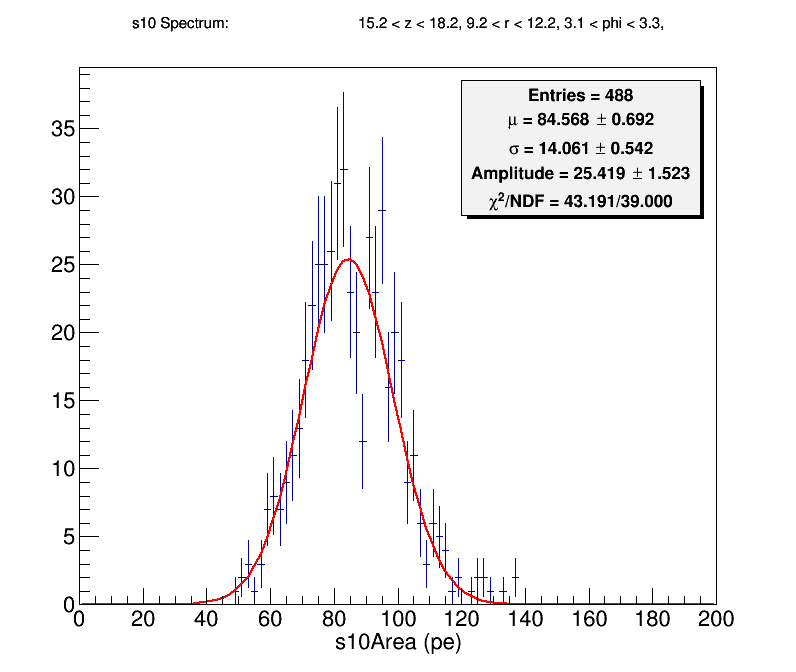 s10 Spectrum: 15.2 < z < 18.2, 9.2 < r < 12.2, 3.1 < phi < 3.3,
Entries = 488
μ = 84.568 ± 0.692
σ = 14.061 ± 0.542
Amplitude = 25.419 ± 1.523
χ²/NDF = 43.191/39.000
35
30
25
20
15
10
5
0
0 20 40 60 80 100 120 140 160 180 200
s10Area (pe)